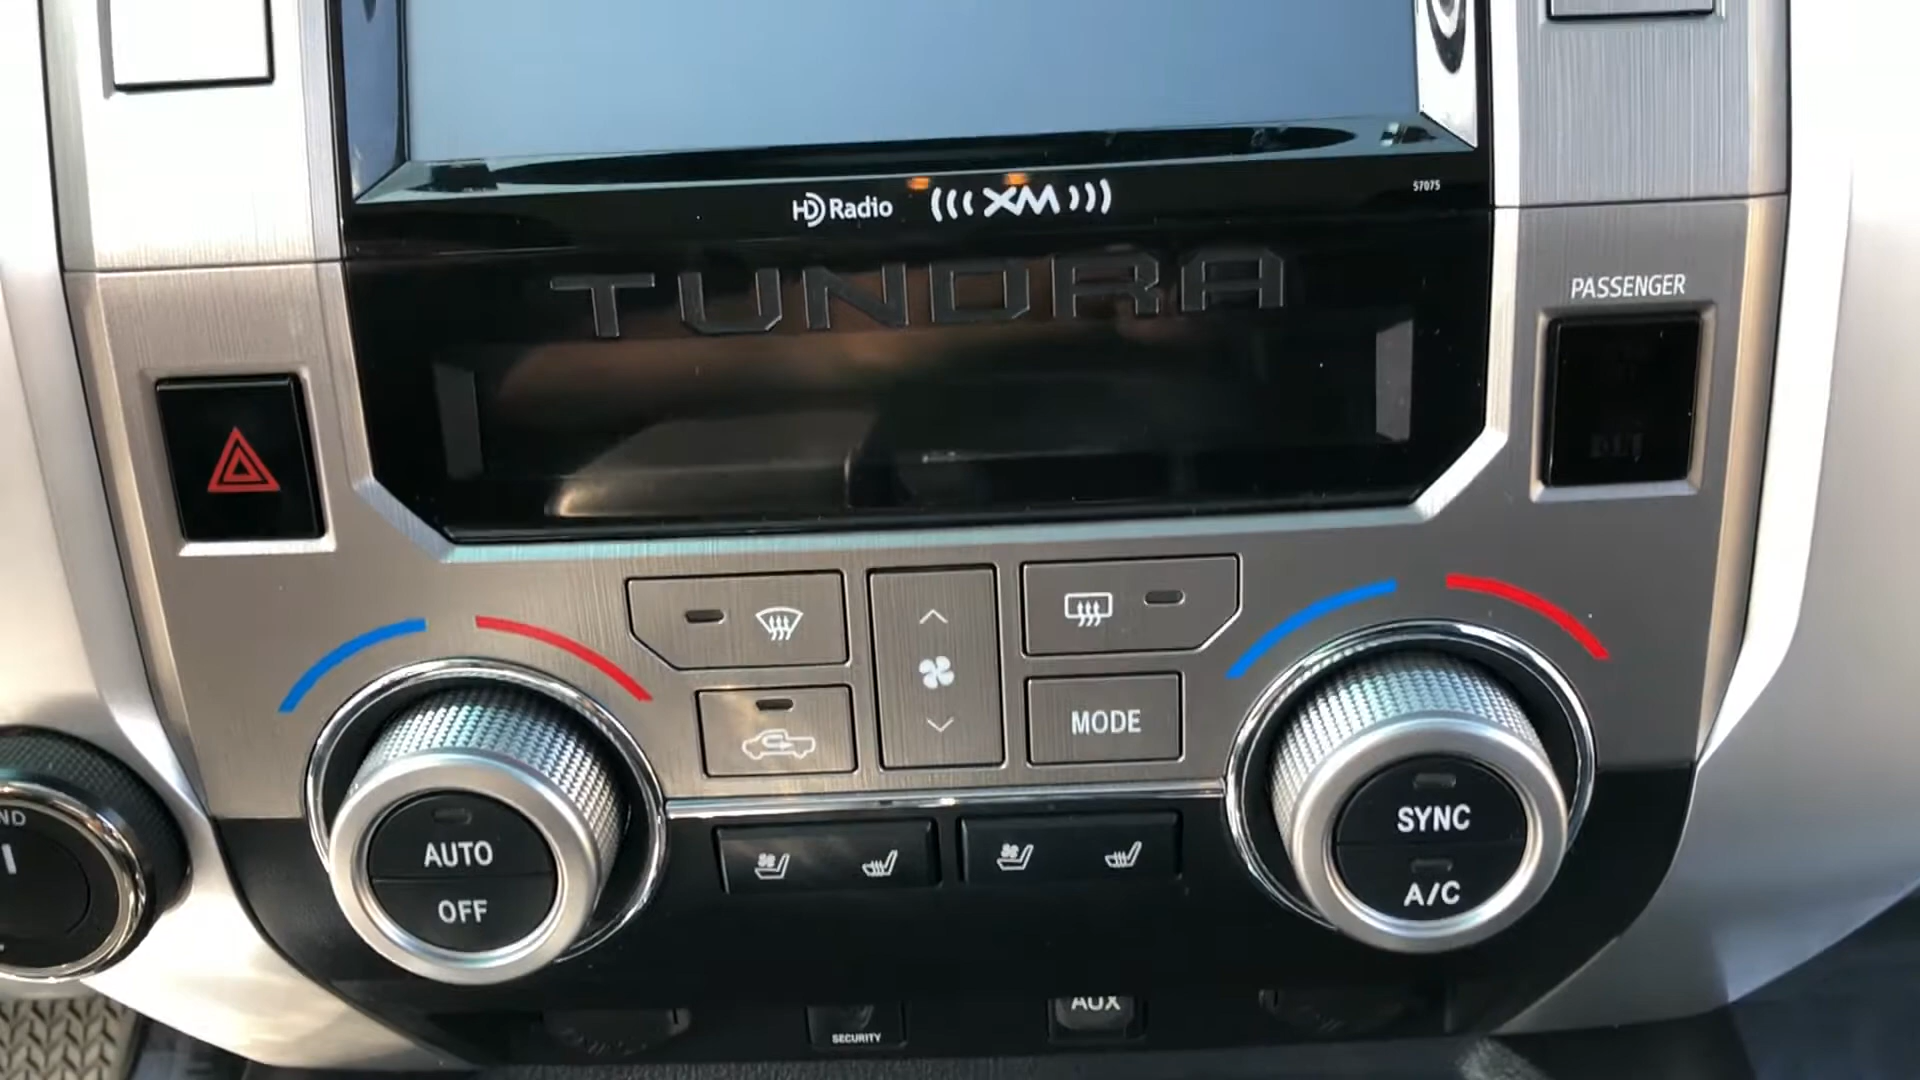 HD Radio
((( XM )))
57075
TUNDRA
PASSENGER
MODE
AUTO
OFF
SYNC
A/C
AUX
SECURITY